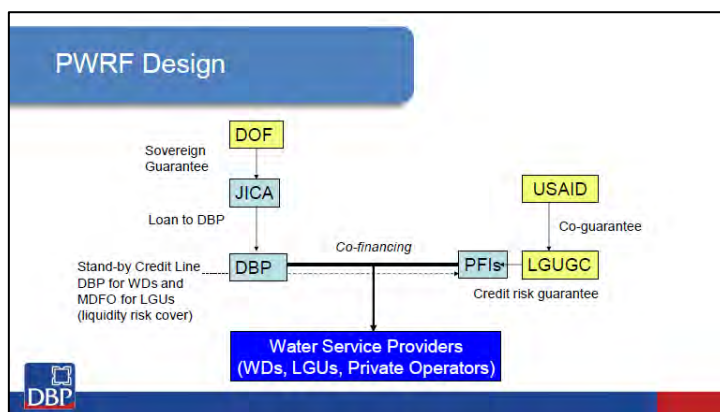 PWRF Design
DOF
Sovereign
Guarantee
JICA
USAID
Loan to DBP
Co-guarantee
Co-financing
Stand-by Credit Line
DBP for WDs and
MDFO for LGUs
(liquidity risk cover)
DBP
PFIs
LGUGC
Credit risk guarantee
Water Service Providers
(WDs, LGUs, Private Operators)
DBP